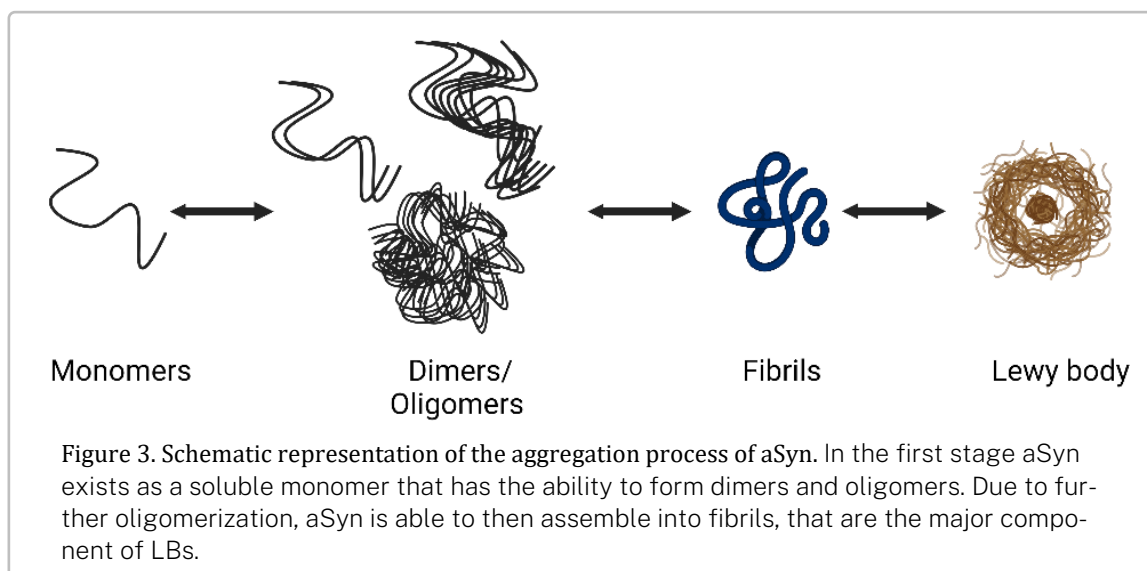 Monomers
Dimers/
Oligomers
Fibrils
Lewy body
Figure 3. Schematic representation of the aggregation process of aSyn. In the first stage aSyn
exists as a soluble monomer that has the ability to form dimers and oligomers. Due to fur-
ther oligomerization, aSyn is able to then assemble into fibrils, that are the major compo-
nent of LBs.